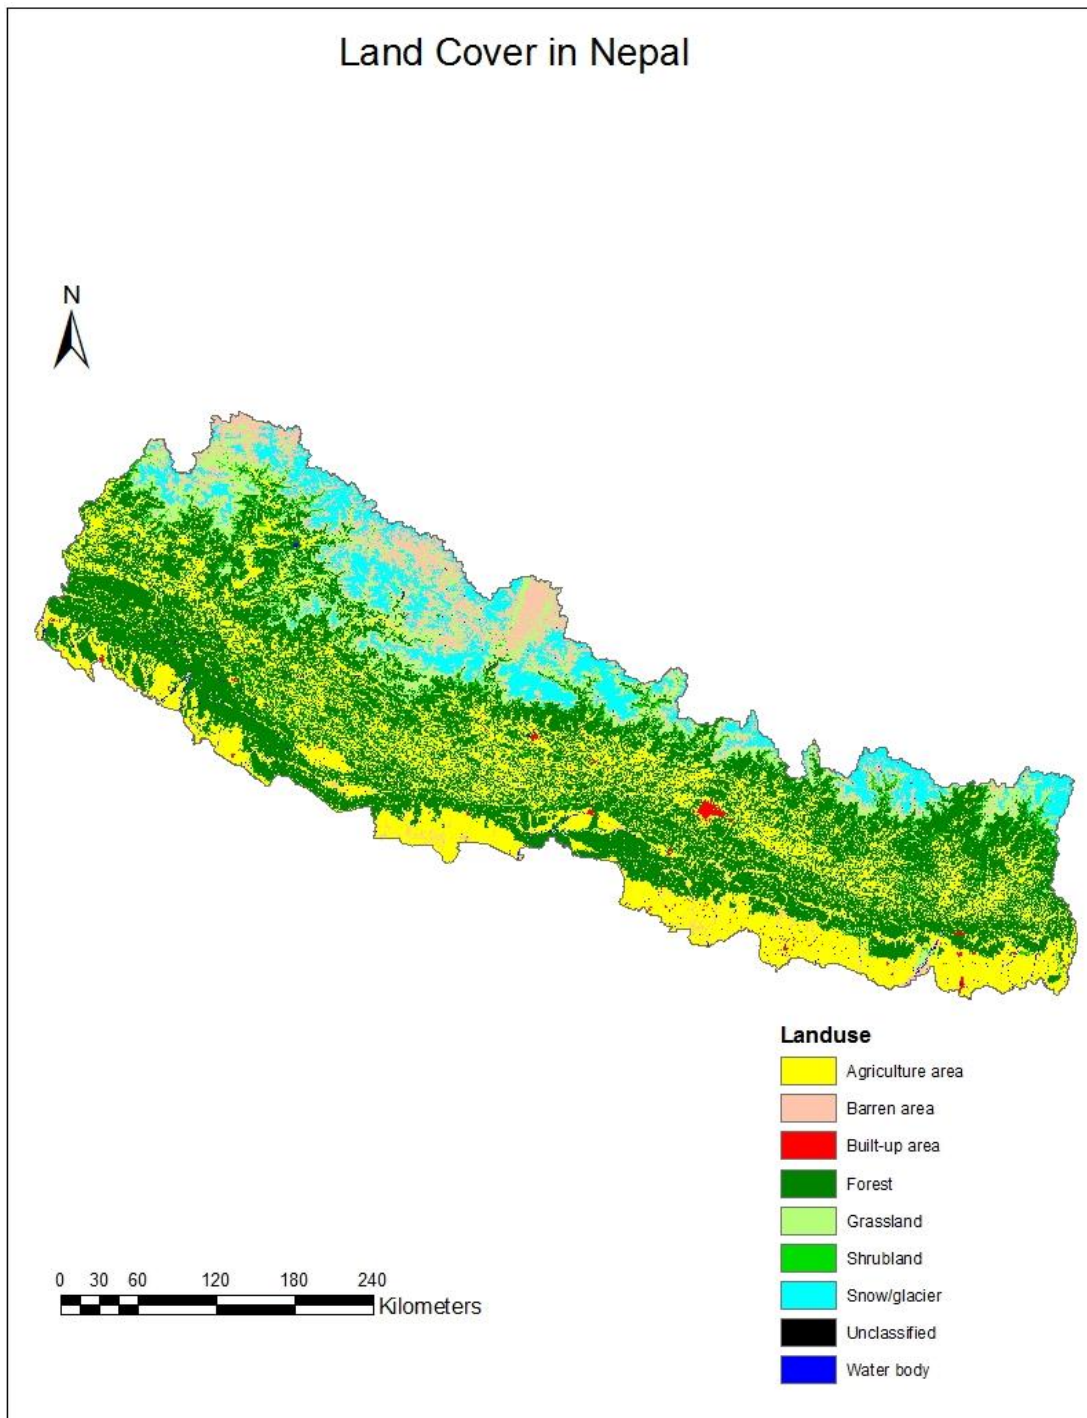 Land Cover in Nepal
N
Landuse
Agriculture area
Barren area
Built-up area
Forest
Grassland
Shrubland
Snow/glacier
Unclassified
Water body
0 30 60 120 180 240
Kilometers